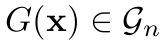 G(𝐱) ∈ 𝒢ₙ